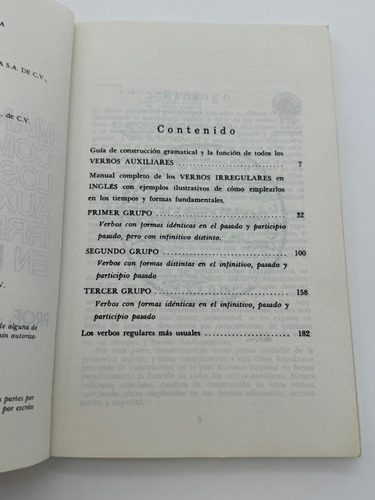 A
A S.A. DE C.V.,
. de C.V.
V.
de alguna de
sin autoriza-
s partes por
por escrito
Contenido
Guía de construcción gramatical y la función de todos los
VERBOS AUXILIARES 7
Manual completo de los VERBOS IRREGULARES en
INGLÉS con ejemplos ilustrativos de cómo emplearlos
en los tiempos y formas fundamentales.
PRIMER GRUPO 52
Verbos con formas idénticas en el pasado y participio
pasado, pero con infinitivo distinto.
SEGUNDO GRUPO 100
Verbos con formas distintas en el infinitivo, pasado y
participio pasado
TERCER GRUPO 158
Verbos con formas idénticas en el infinitivo, pasado y
participio pasado
Los verbos regulares más usuales 182